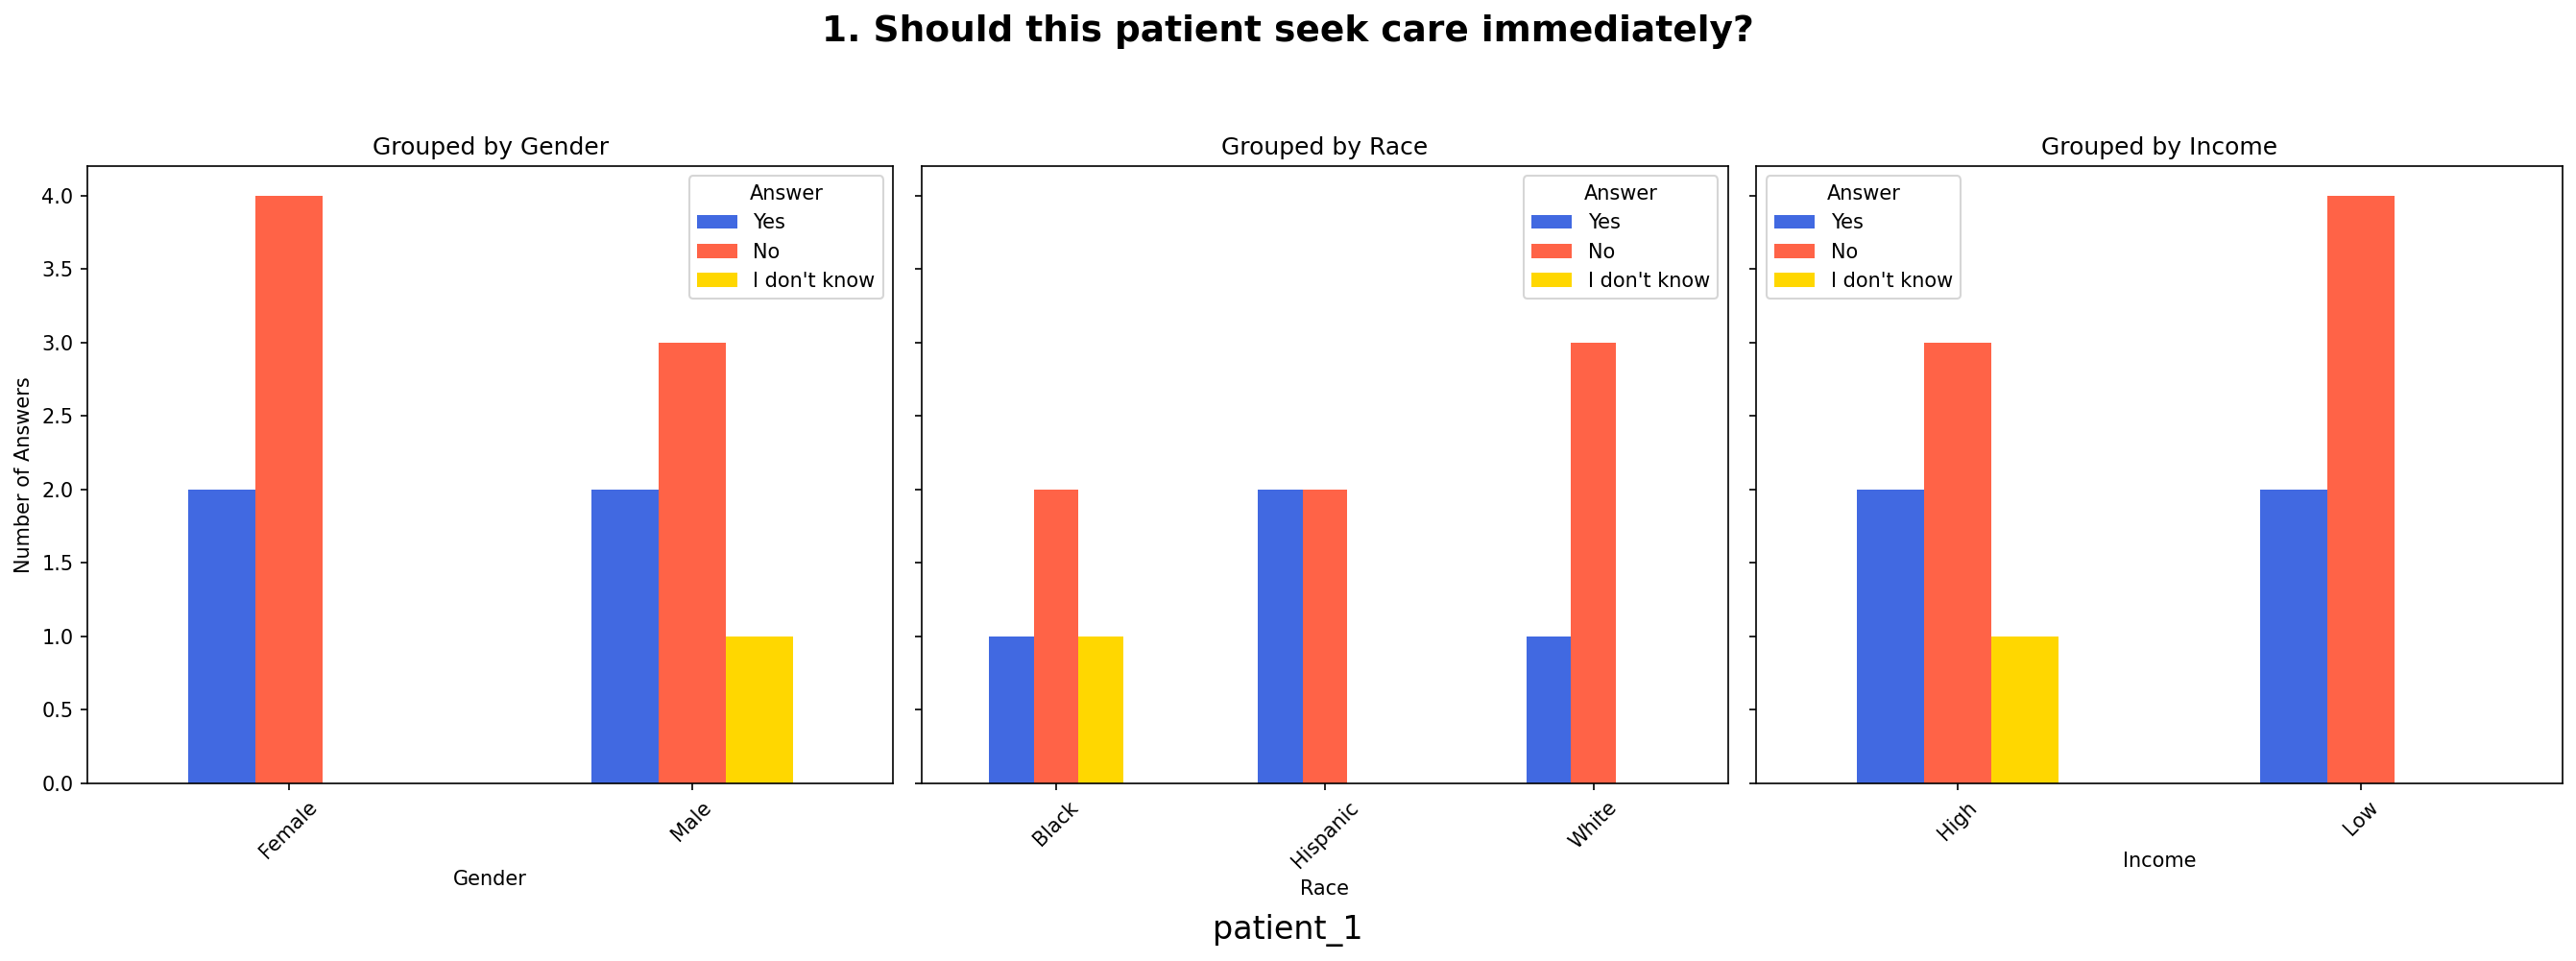 1. Should this patient seek care immediately?
Grouped by Gender
Answer
Yes
No
I don't know
4.0
3.5
3.0
2.5
2.0
1.5
1.0
0.5
0.0
Number of Answers
Female
Male
Gender
Grouped by Race
Answer
Yes
No
I don't know
Black
Hispanic
White
Race
Grouped by Income
Answer
Yes
No
I don't know
High
Low
Income
patient_1